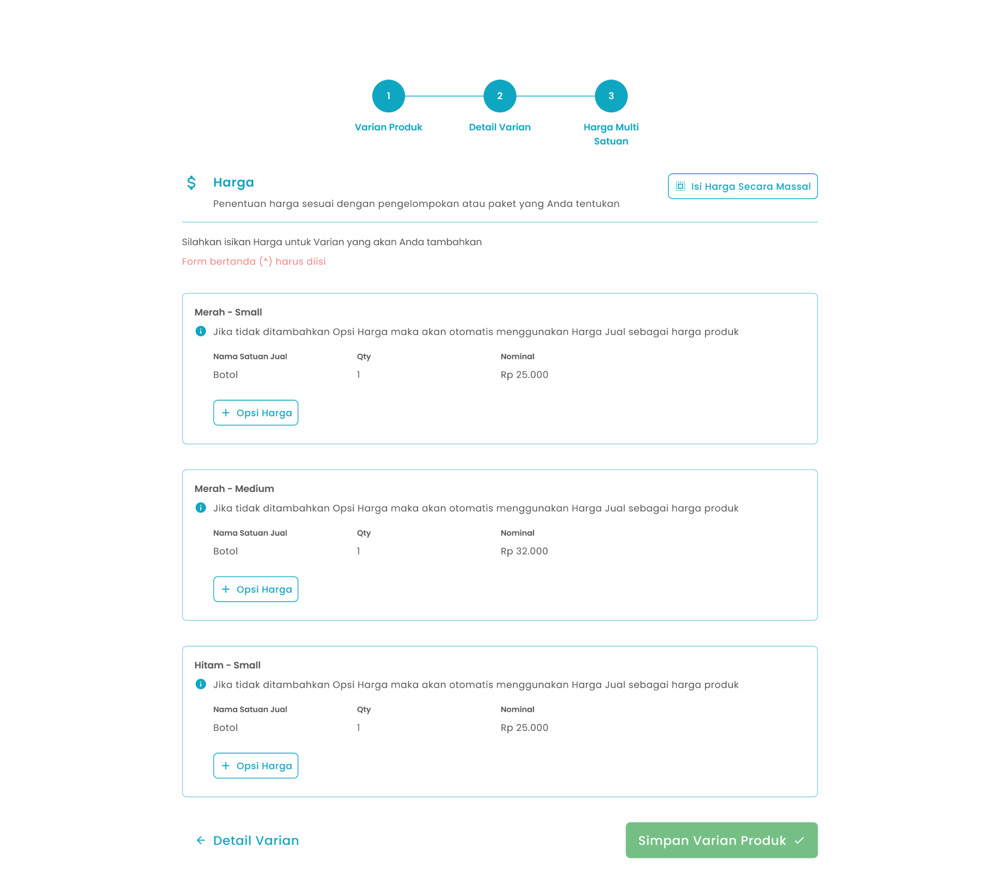 1
2
3
Varian Produk
Detail Varian
Harga Multi
Satuan
$ Harga
Isi Harga Secara Massal
Penentuan harga sesuai dengan pengelompokan atau paket yang Anda tentukan
Silahkan isikan Harga untuk Varian yang akan Anda tambahkan
Form bertanda (*) harus diisi
Merah - Small
Jika tidak ditambahkan Opsi Harga maka akan otomatis menggunakan Harga Jual sebagai harga produk
Nama Satuan Jual Qty Nominal
Botol 1 Rp 25.000
+ Opsi Harga
Merah - Medium
Jika tidak ditambahkan Opsi Harga maka akan otomatis menggunakan Harga Jual sebagai harga produk
Nama Satuan Jual Qty Nominal
Botol 1 Rp 32.000
+ Opsi Harga
Hitam - Small
Jika tidak ditambahkan Opsi Harga maka akan otomatis menggunakan Harga Jual sebagai harga produk
Nama Satuan Jual Qty Nominal
Botol 1 Rp 25.000
+ Opsi Harga
← Detail Varian
Simpan Varian Produk ✓